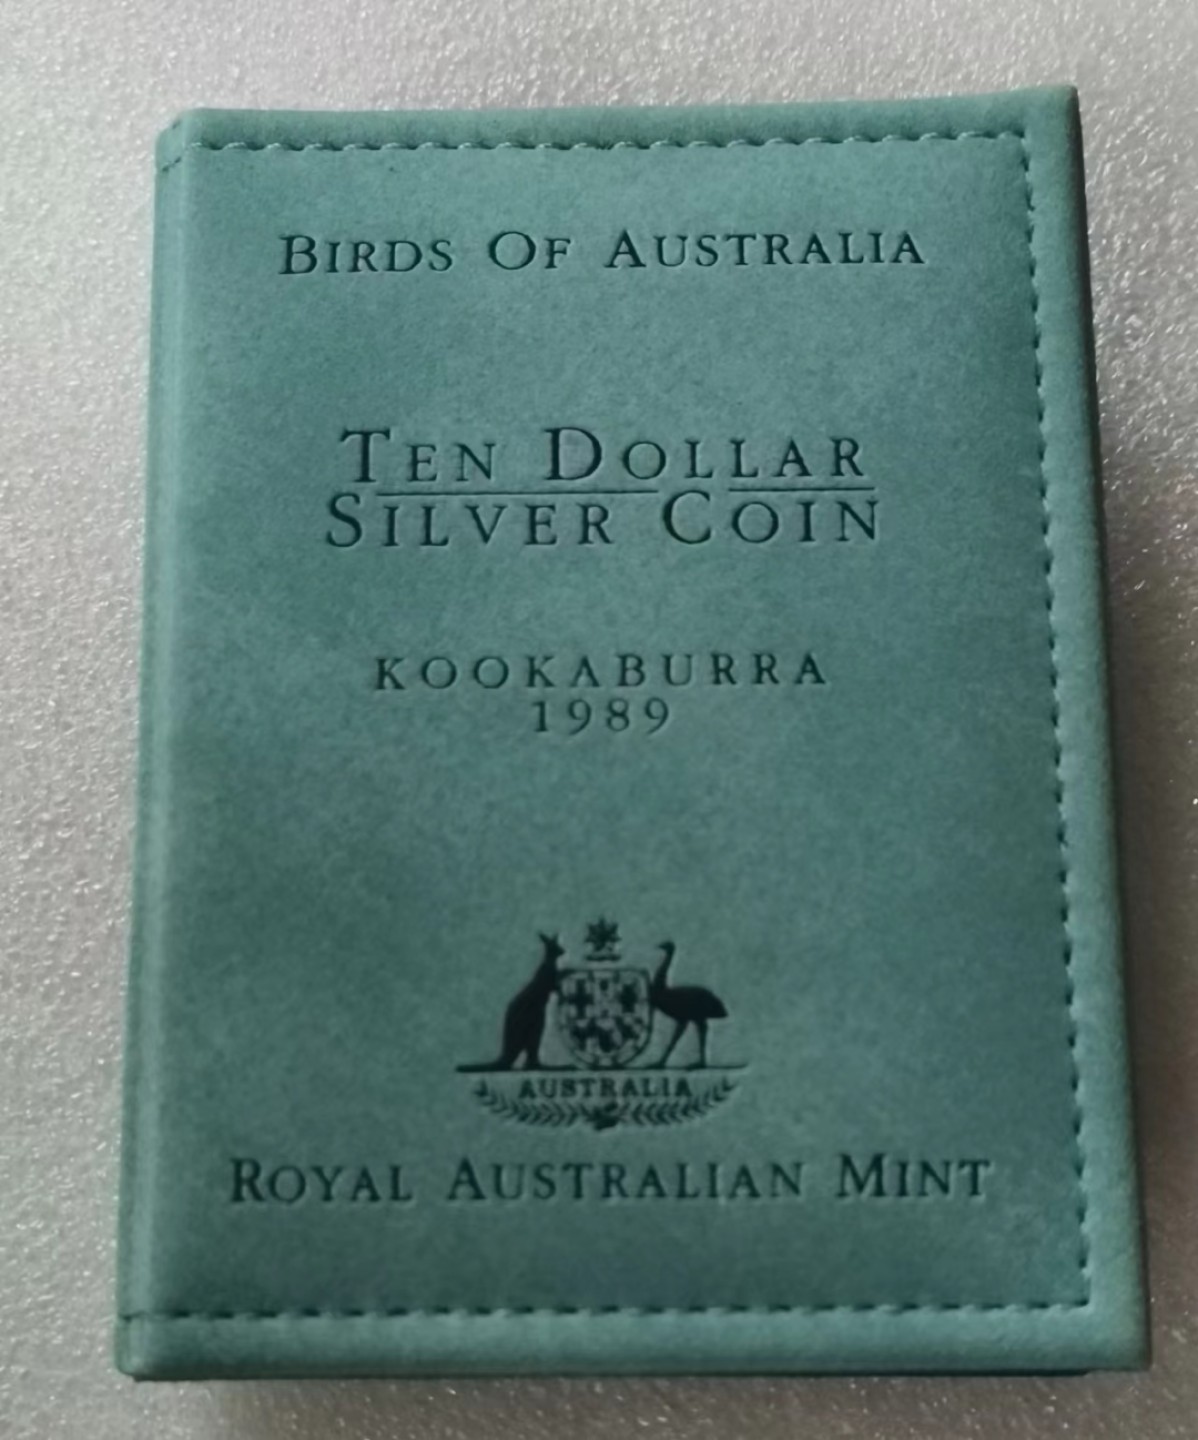 BIRDS OF AUSTRALIA
TEN DOLLAR
SILVER COIN
KOOKABURRA
1989
AUSTRALIA
ROYAL AUSTRALIAN MINT